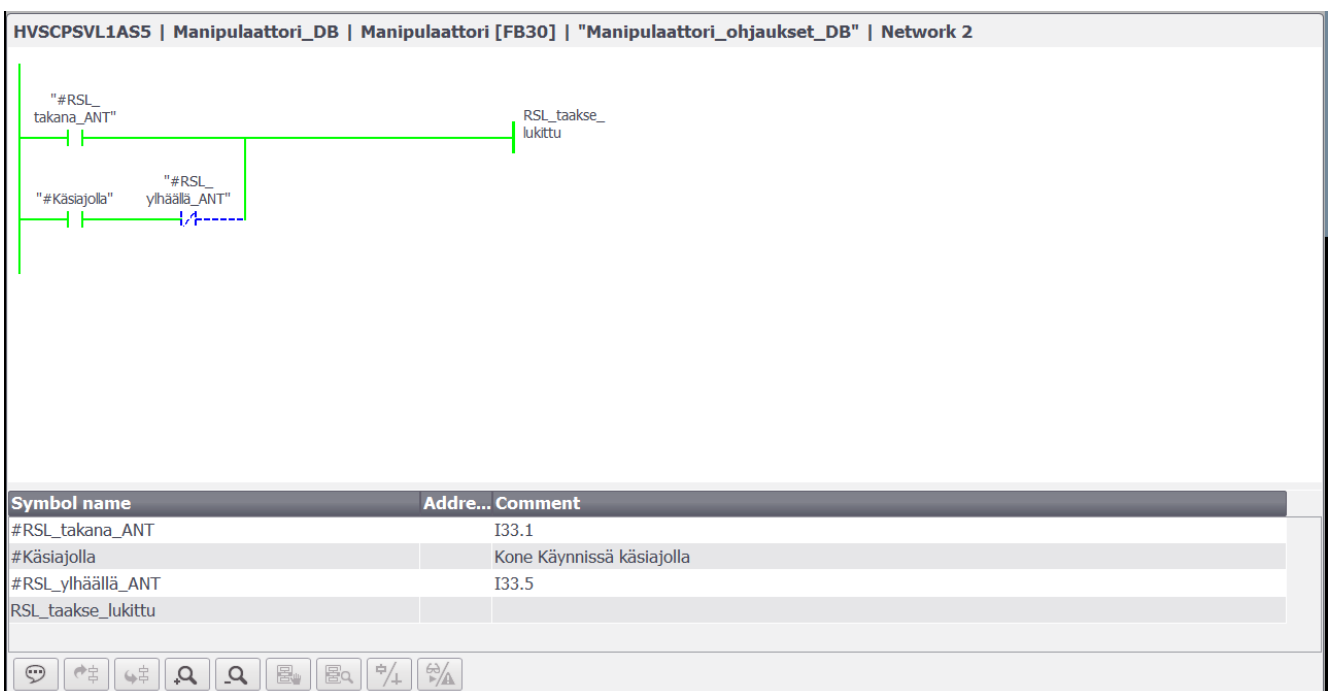 HVSCPSVL1AS5 | Manipulaattori_DB | Manipulaattori [FB30] | "Manipulaattori_ohjaukset_DB" | Network 2
"#RSL_
takana_ANT"
RSL_taakse_
lukittu
"#Käsiajolla"
"#RSL_
ylhäällä_ANT"
Symbol name Addre... Comment
#RSL_takana_ANT I33.1
#Käsiajolla Kone Käynnissä käsiajolla
#RSL_ylhäällä_ANT I33.5
RSL_taakse_lukittu